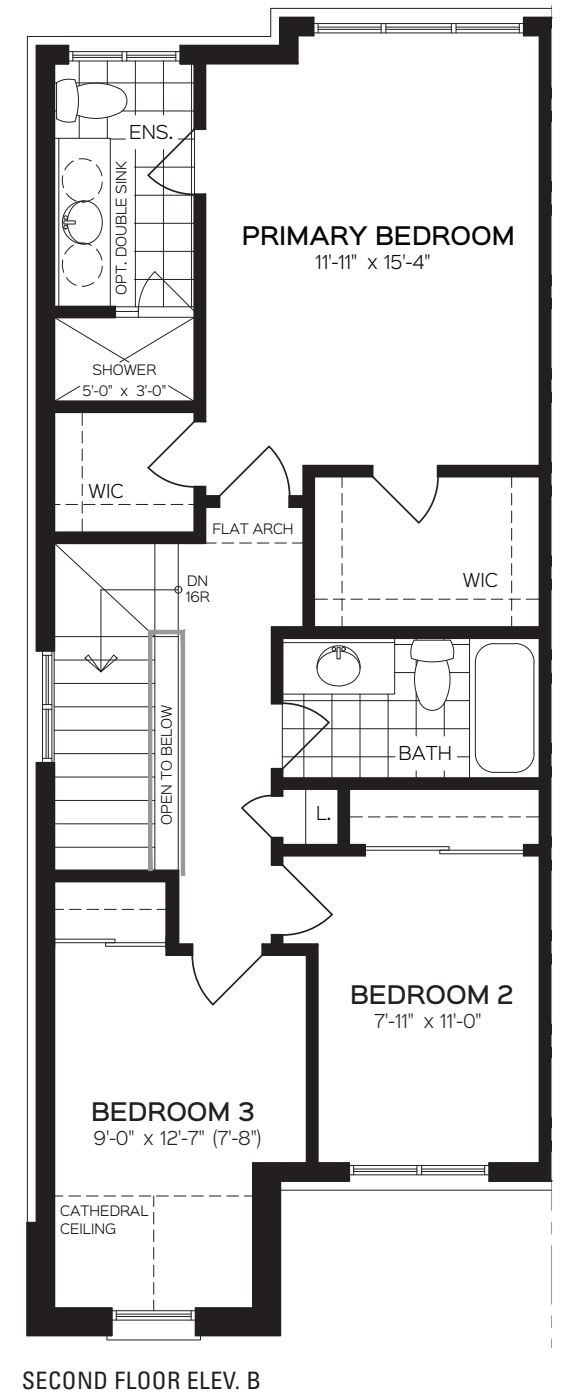 ENS.
OPT. DOUBLE SINK
PRIMARY BEDROOM
11'-11" x 15'-4"
SHOWER
5'-0" x 3'-0"
WIC
FLAT ARCH
WIC
DN
16R
OPEN TO BELOW
BATH
L.
BEDROOM 2
7'-11" x 11'-0"
BEDROOM 3
9'-0" x 12'-7" (7'-8")
CATHEDRAL
CEILING
SECOND FLOOR ELEV. B